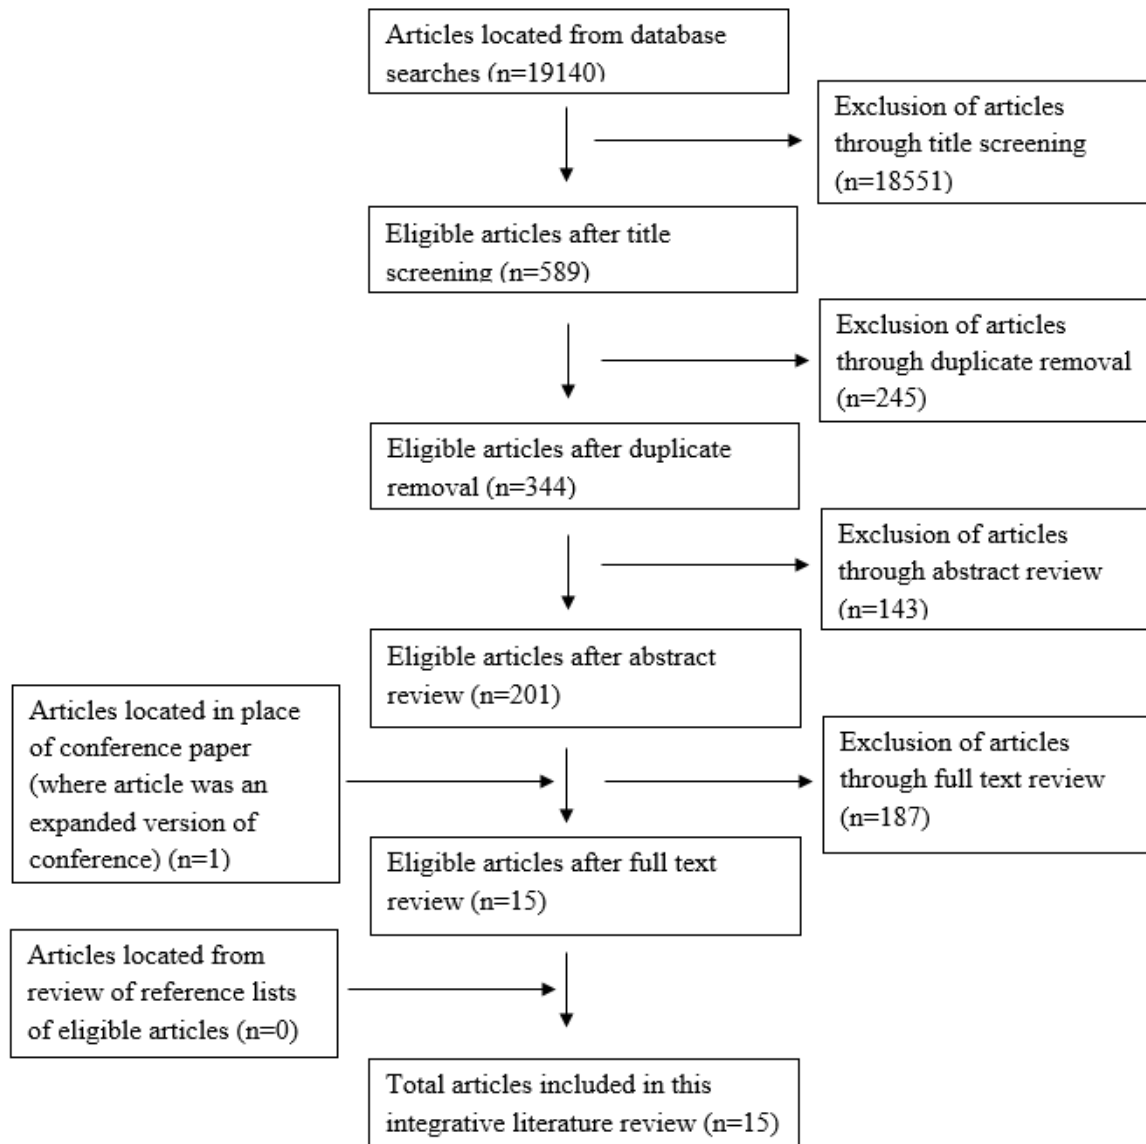 Articles located from database
searches (n=19140)
Exclusion of articles
through title screening
(n=18551)
Eligible articles after title
screening (n=589)
Exclusion of articles
through duplicate removal
(n=245)
Eligible articles after duplicate
removal (n=344)
Exclusion of articles
through abstract review
(n=143)
Eligible articles after abstract
review (n=201)
Articles located in place
of conference paper
(where article was an
expanded version of
conference) (n=1)
Exclusion of articles
through full text review
(n=187)
Eligible articles after full text
review (n=15)
Articles located from
review of reference lists
of eligible articles (n=0)
Total articles included in this
integrative literature review (n=15)